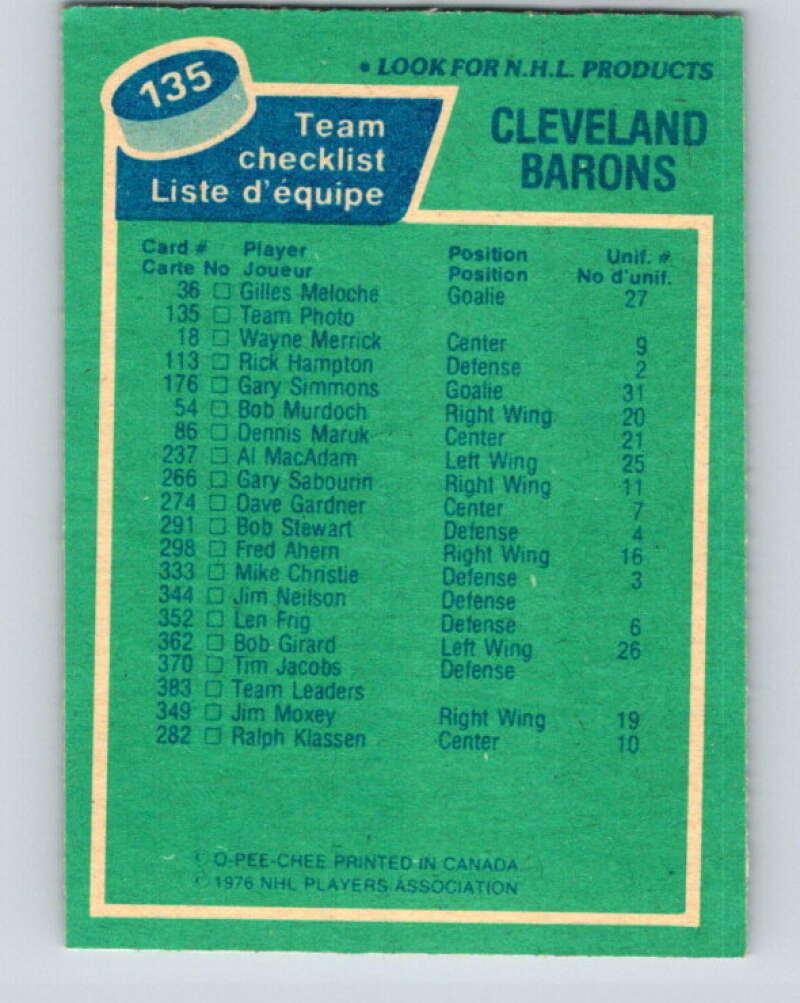 135
• LOOK FOR N.H.L. PRODUCTS
Team
checklist
Liste d'équipe
CLEVELAND
BARONS
Card # Player Position Unif. #
Carte No Joueur Position No d'unif.
36 □ Gilles Meloche Goalie 27
135 □ Team Photo
18 □ Wayne Merrick Center 9
113 □ Rick Hampton Defense 2
176 □ Gary Simmons Goalie 31
54 □ Bob Murdoch Right Wing 20
86 □ Dennis Maruk Center 21
237 □ Al MacAdam Left Wing 25
266 □ Gary Sabourin Right Wing 11
274 □ Dave Gardner Center 7
291 □ Bob Stewart Defense 4
298 □ Fred Ahern Right Wing 16
333 □ Mike Christie Defense 3
344 □ Jim Neilson Defense
352 □ Len Frig Defense 6
362 □ Bob Girard Left Wing 26
370 □ Tim Jacobs Defense
383 □ Team Leaders
349 □ Jim Moxey Right Wing 19
282 □ Ralph Klassen Center 10
© O-PEE-CHEE PRINTED IN CANADA
© 1976 NHL PLAYERS ASSOCIATION